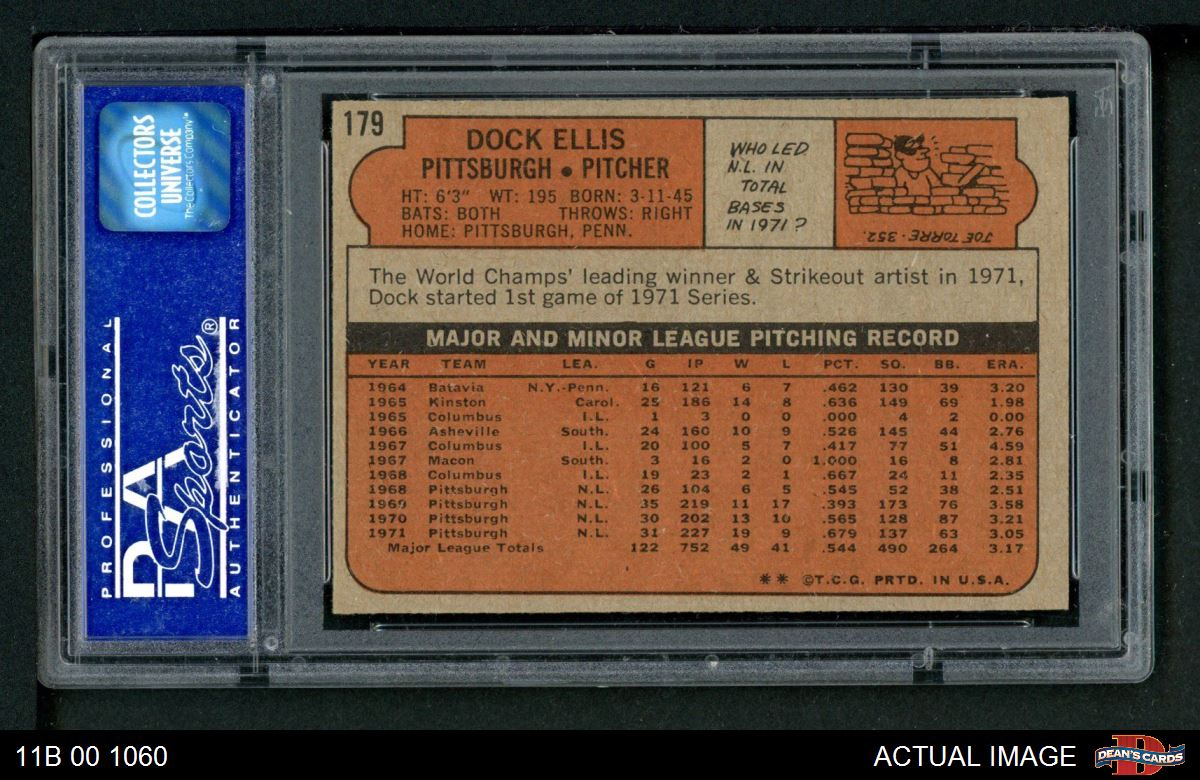 COLLECTORS
UNIVERSE
The Collectors Company™
PROFESSIONAL
PSA
Sports®
AUTHENTICATOR
179
DOCK ELLIS
PITTSBURGH • PITCHER
HT: 6'3" WT: 195 BORN: 3-11-45
BATS: BOTH THROWS: RIGHT
HOME: PITTSBURGH, PENN.
WHO LED
N.L. IN
TOTAL
BASES
IN 1971?
JOE TORRE-352.
The World Champs' leading winner & Strikeout artist in 1971,
Dock started 1st game of 1971 Series.
MAJOR AND MINOR LEAGUE PITCHING RECORD
YEAR TEAM LEA. G IP W L PCT. SO. BB. ERA.
1964 Batavia N.Y.-Penn. 16 121 6 7 .462 130 39 3.20
1965 Kinston Carol. 25 186 14 8 .636 149 69 1.98
1965 Columbus I.L. 1 3 0 0 .000 4 2 0.00
1966 Asheville South. 24 160 10 9 .526 145 44 2.76
1967 Columbus I.L. 20 100 5 7 .417 77 51 4.59
1967 Macon South. 3 16 2 0 1.000 16 8 2.81
1968 Columbus I.L. 19 23 2 1 .667 24 11 2.35
1968 Pittsburgh N.L. 26 104 6 5 .545 52 38 2.51
1969 Pittsburgh N.L. 35 219 11 17 .393 173 76 3.58
1970 Pittsburgh N.L. 30 202 13 10 .565 128 87 3.21
1971 Pittsburgh N.L. 31 227 19 9 .679 137 63 3.05
Major League Totals 122 752 49 41 .544 490 264 3.17
** ©T.C.G. PRTD. IN U.S.A.
11B 00 1060
ACTUAL IMAGE
DEAN'S CARDS